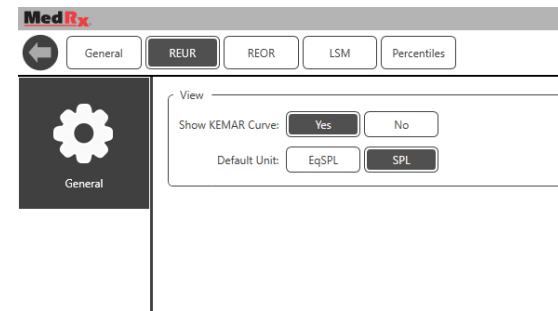 MedRx
General REUR REOR LSM Percentiles
View
Show KEMAR Curve: Yes No
Default Unit: EqSPL SPL
General